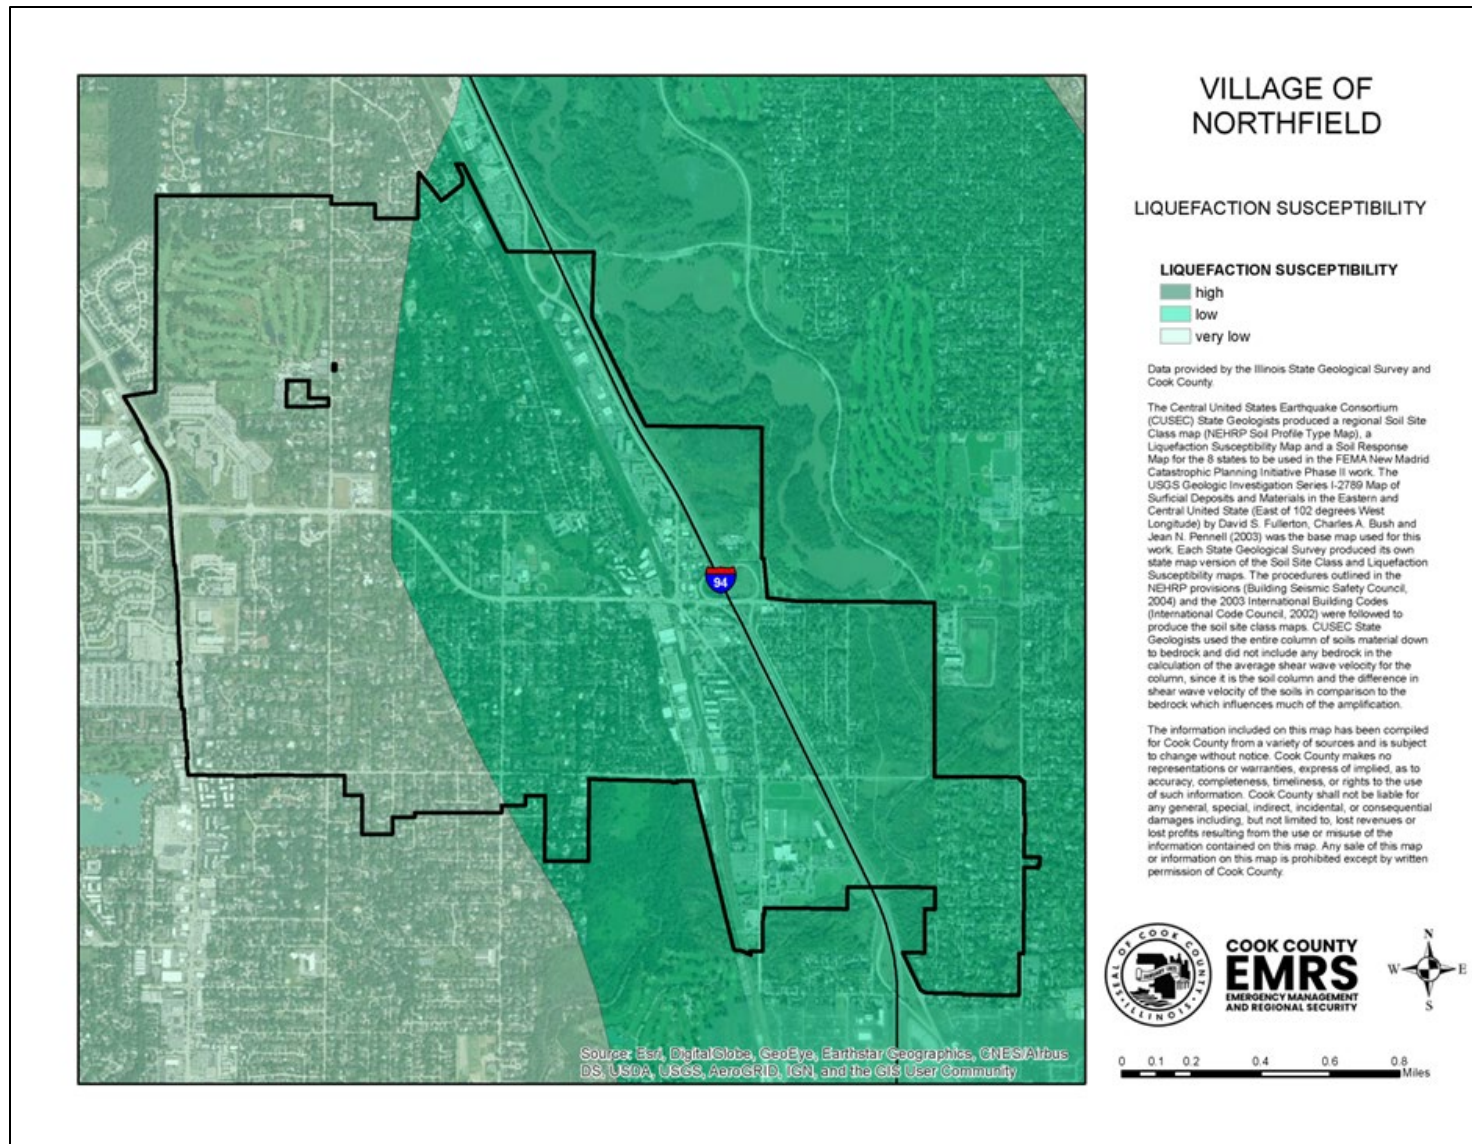 VILLAGE OF
NORTHFIELD
LIQUEFACTION SUSCEPTIBILITY
LIQUEFACTION SUSCEPTIBILITY
high
low
very low
Data provided by the Illinois State Geological Survey and
Cook County.
The Central United States Earthquake Consortium
(CUSEC) State Geologists produced a regional Soil Site
Class map (NEHRP Soil Profile Type Map), a
Liquefaction Susceptibility Map and a Soil Response
Map for the 8 states to be used in the FEMA New Madrid
Catastrophic Planning Initiative Phase II work. The
USGS Geologic Investigation Series I-2789 Map of
Surficial Deposits and Materials in the Eastern and
Central United State (East of 102 degrees West
Longitude) by David S. Fullerton, Charles A. Bush and
Jean N. Pennell (2003) was the base map used for this
work. Each State Geological Survey produced its own
state map version of the Soil Site Class and Liquefaction
Susceptibility maps. The procedures outlined in the
NEHRP provisions (Building Seismic Safety Council,
2004) and the 2003 International Building Codes
(International Code Council, 2002) were followed to
produce the soil site class maps. CUSEC State
Geologists used the entire column of soils material down
to bedrock and did not include any bedrock in the
calculation of the average shear wave velocity for the
column, since it is the soil column and the difference in
shear wave velocity of the soils in comparison to the
bedrock which influences much of the amplification.
The information included on this map has been compiled
for Cook County from a variety of sources and is subject
to change without notice. Cook County makes no
representations or warranties, express of implied, as to
accuracy, completeness, timeliness, or rights to the use
of such information. Cook County shall not be liable for
any general, special, indirect, incidental, or consequential
damages including, but not limited to, lost revenues or
lost profits resulting from the use or misuse of the
information contained on this map. Any sale of this map
or information on this map is prohibited except by written
permission of Cook County.
94
SEAL OF COOK COUNTY
ILLINOIS
COOK COUNTY
EMRS
EMERGENCY MANAGEMENT
AND REGIONAL SECURITY
N
W E
S
0 0.1 0.2 0.4 0.6 0.8
Miles
Source: Esri, DigitalGlobe, GeoEye, Earthstar Geographics, CNES/Airbus
DS, USDA, USGS, AeroGRID, IGN, and the GIS User Community